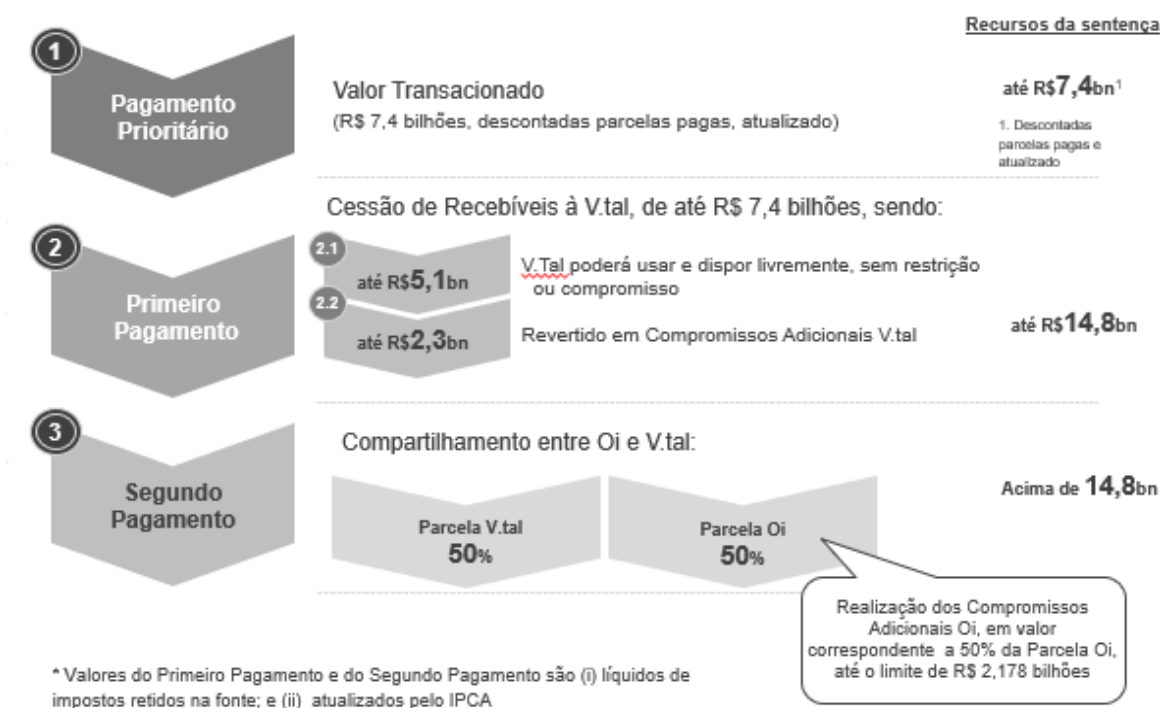 Recursos da sentença
1
Pagamento
Prioritário
Valor Transacionado
(R$ 7,4 bilhões, descontadas parcelas pagas, atualizado)
até R$7,4bn¹
1. Descontadas
parcelas pagas e
atualizado
2
Primeiro
Pagamento
Cessão de Recebíveis à V.tal, de até R$ 7,4 bilhões, sendo:
2.1
até R$5,1bn
V.Tal poderá usar e dispor livremente, sem restrição
ou compromisso
2.2
até R$2,3bn
Revertido em Compromissos Adicionais V.tal
até R$14,8bn
3
Segundo
Pagamento
Compartilhamento entre Oi e V.tal:
Parcela V.tal
50%
Parcela Oi
50%
Acima de 14,8bn
Realização dos Compromissos
Adicionais Oi, em valor
correspondente a 50% da Parcela Oi,
até o limite de R$ 2,178 bilhões
* Valores do Primeiro Pagamento e do Segundo Pagamento são (i) líquidos de
impostos retidos na fonte; e (ii) atualizados pelo IPCA